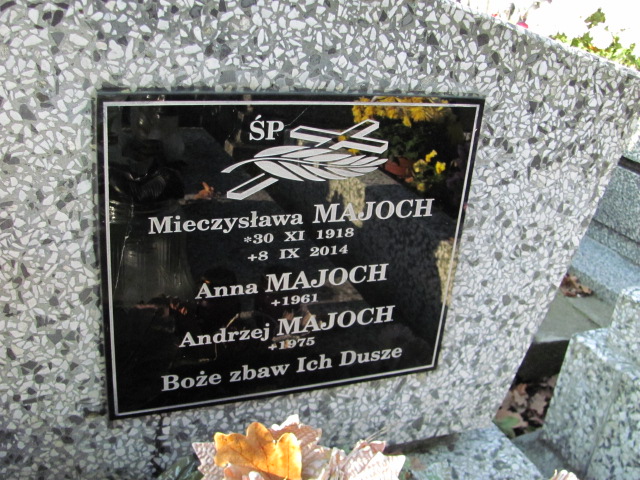 ŚP
Mieczysława MAJOCH
*30 XI 1918
+8 IX 2014
Anna MAJOCH
+1961
Andrzej MAJOCH
+1975
Boże zbaw Ich Dusze